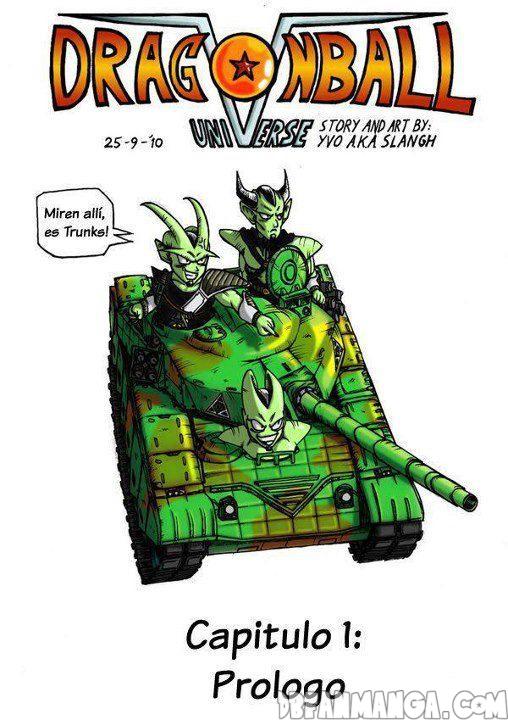 DRAGONBALL
UNIVERSE
STORY AND ART BY:
YVO AKA SLANGH
25-9-'10
Miren allí,
es Trunks!
Capitulo 1:
Prologo
DBFANMANGA.COM